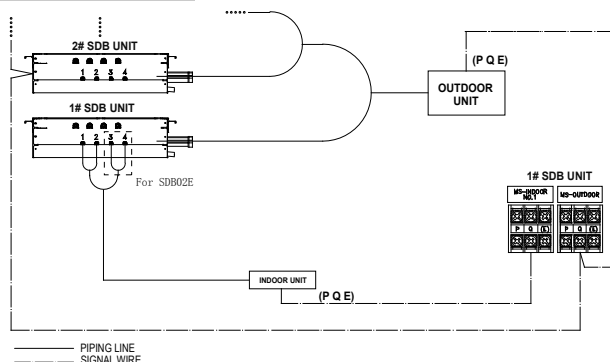 2# SDB UNIT
1 2 3 4
1# SDB UNIT
1 2 3 4
For SDB02E
(P Q E)
OUTDOOR
UNIT
1# SDB UNIT
MS-INDOOR
NO.1
MS-OUTDOOR
P Q (E)
P Q (E)
INDOOR UNIT
(P Q E)
PIPING LINE
SIGNAL WIRE